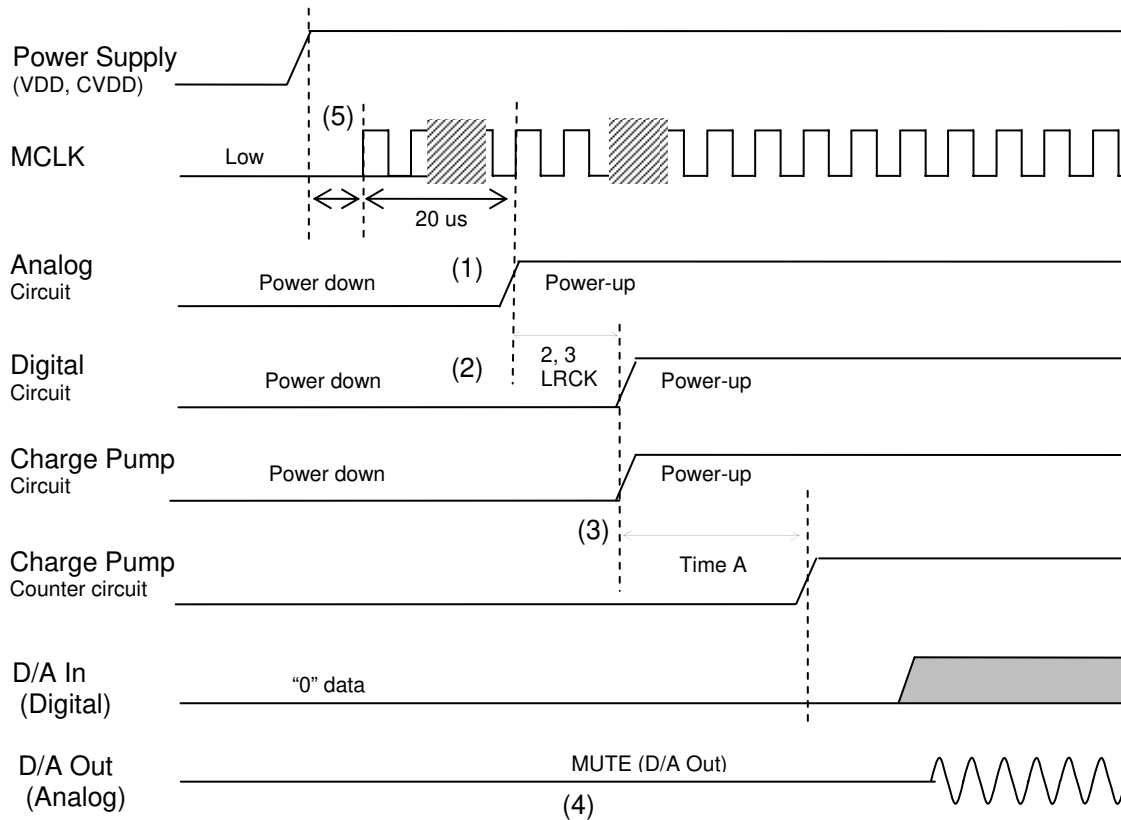 Power Supply
(VDD, CVDD)
(5)
MCLK
Low
20 us
Analog
Circuit
(1)
Power down
Power-up
Digital
Circuit
(2)
Power down
2, 3
LRCK
Power-up
Charge Pump
Circuit
Power down
Power-up
(3)
Charge Pump
Counter circuit
Time A
D/A In
(Digital)
“0” data
D/A Out
(Analog)
MUTE (D/A Out)
(4)